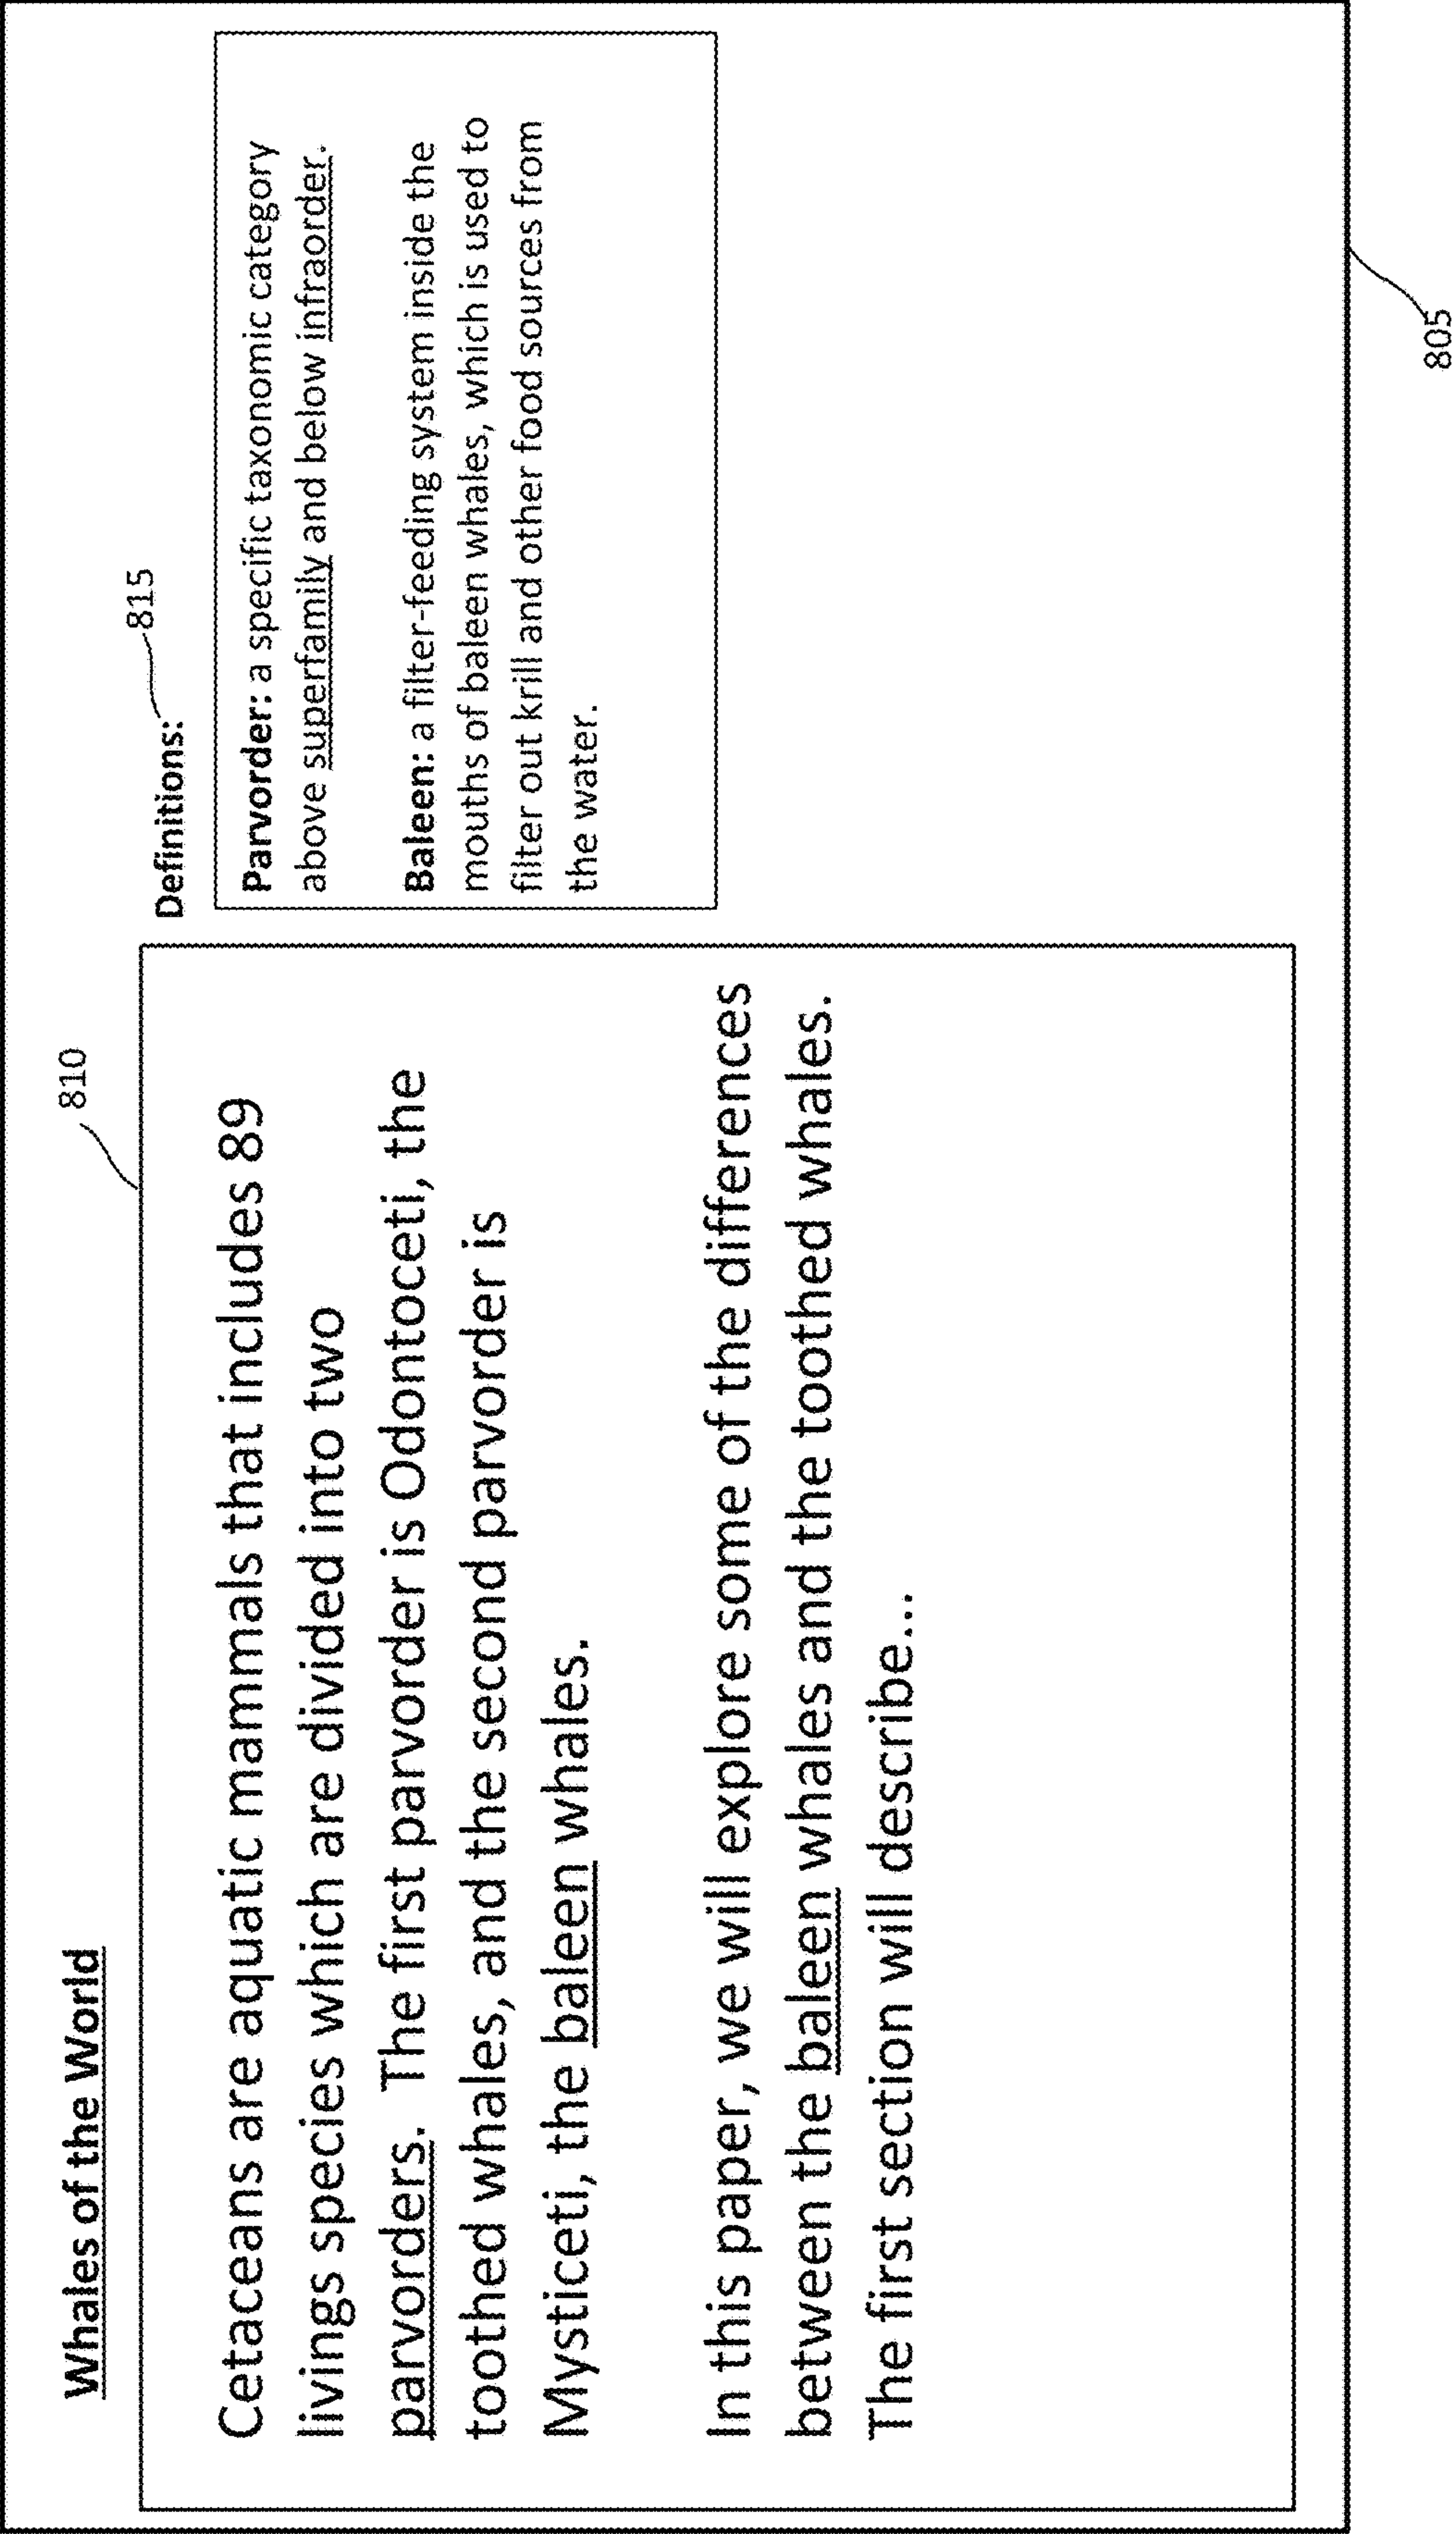 Whales of the World
810
Cetaceans are aquatic mammals that includes 89
livings species which are divided into two
parvorders. The first parvorder is Odontoceti, the
toothed whales, and the second parvorder is
Mysticeti, the baleen whales.
In this paper, we will explore some of the differences
between the baleen whales and the toothed whales.
The first section will describe...
Definitions:
815
Parvorder: a specific taxonomic category
above superfamily and below infraorder.
Baleen: a filter-feeding system inside the
mouths of baleen whales, which is used to
filter out krill and other food sources from
the water.
805